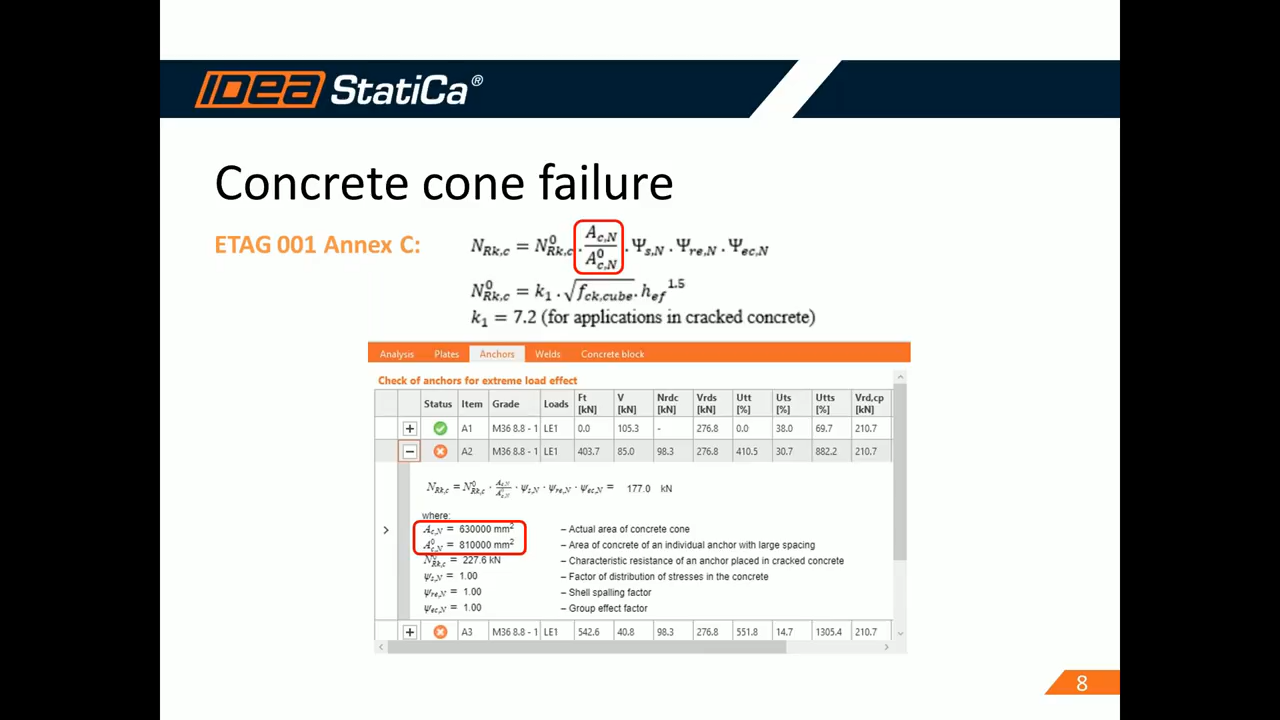 IDEA StatiCa®
Concrete cone failure
ETAG 001 Annex C: N_Rk,c = N⁰_Rk,c · A_c,N / A⁰_c,N · Ψ_s,N · Ψ_re,N · Ψ_ec,N
N⁰_Rk,c = k₁ · √f_ck,cube · h_ef^1.5
k₁ = 7.2 (for applications in cracked concrete)
Analysis Plates Anchors Welds Concrete block
Check of anchors for extreme load effect
Status Item Grade Loads Ft [kN] V [kN] Nrdc [kN] Vrds [kN] Utt [%] Uts [%] Utts [%] Vrd,cp [kN]
+ A1 M36 8.8 - 1 LE1 0.0 105.3 - 276.8 0.0 38.0 69.7 210.7
− A2 M36 8.8 - 1 LE1 403.7 85.0 98.3 276.8 410.5 30.7 882.2 210.7
N_Rk,c = N⁰_Rk,c · A_c,N / A⁰_c,N · ψ_s,N · ψ_re,N · ψ_ec,N = 177.0 kN
where:
A_c,N = 630000 mm² – Actual area of concrete cone
A⁰_c,N = 810000 mm² – Area of concrete of an individual anchor with large spacing
N⁰_Rk,c = 227.6 kN – Characteristic resistance of an anchor placed in cracked concrete
ψ_s,N = 1.00 – Factor of distribution of stresses in the concrete
ψ_re,N = 1.00 – Shell spalling factor
ψ_ec,N = 1.00 – Group effect factor
+ A3 M36 8.8 - 1 LE1 542.6 40.8 98.3 276.8 551.8 14.7 1305.4 210.7
8